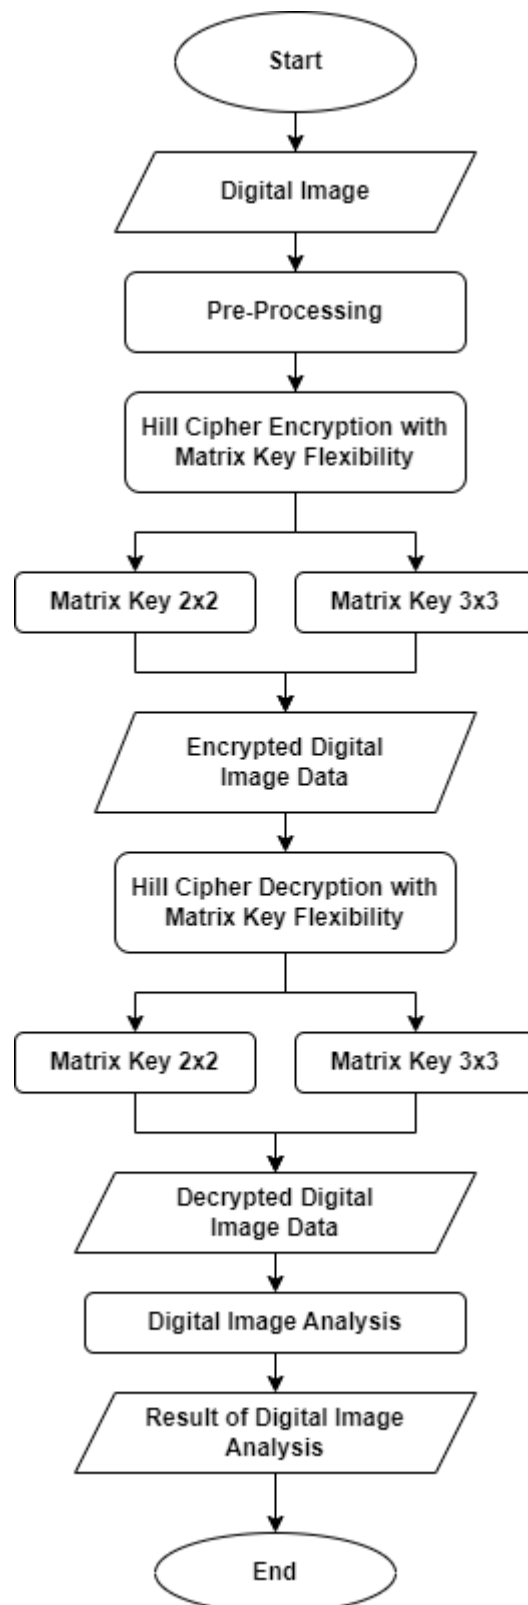 Start
Digital Image
Pre-Processing
Hill Cipher Encryption with
Matrix Key Flexibility
Matrix Key 2x2
Matrix Key 3x3
Encrypted Digital
Image Data
Hill Cipher Decryption with
Matrix Key Flexibility
Matrix Key 2x2
Matrix Key 3x3
Decrypted Digital
Image Data
Digital Image Analysis
Result of Digital Image
Analysis
End